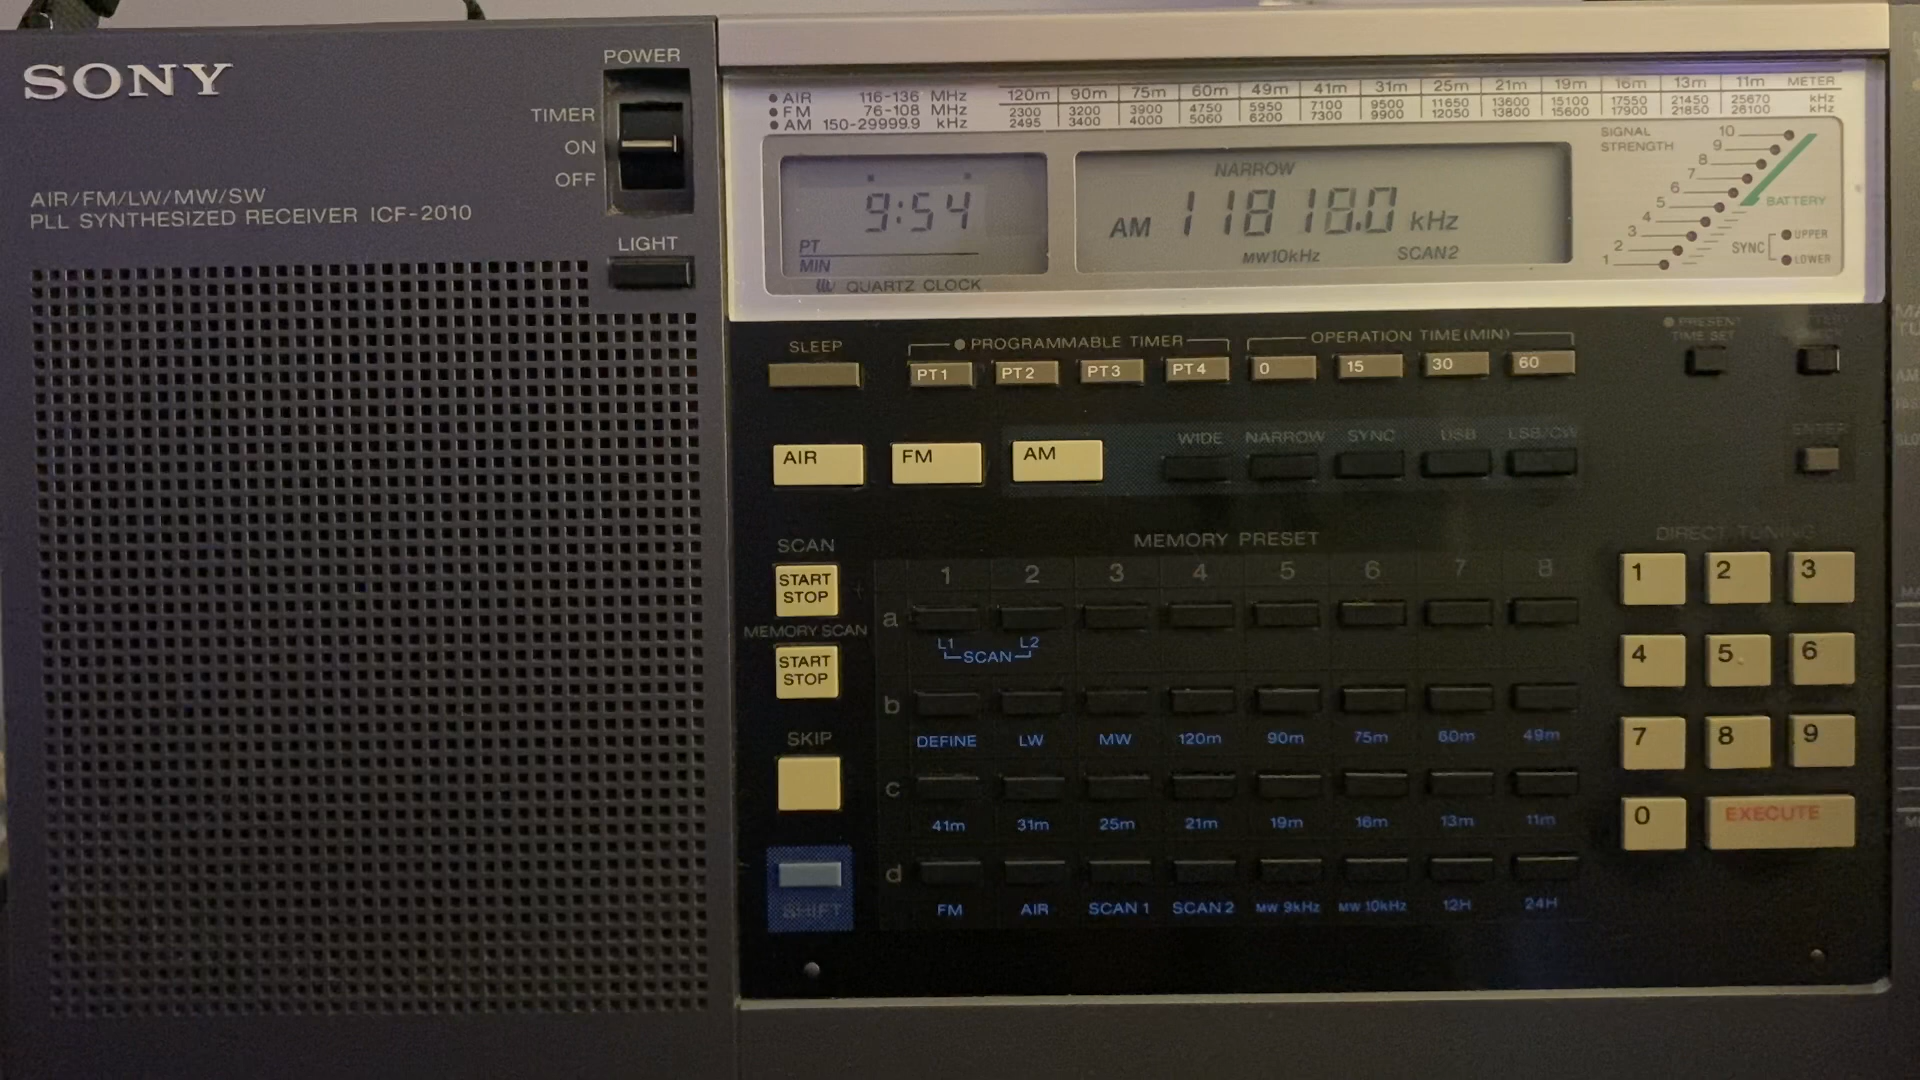 SONY
POWER
TIMER
ON
OFF
AIR/FM/LW/MW/SW
PLL SYNTHESIZED RECEIVER ICF-2010
LIGHT
● AIR 116-136 MHz
● FM 76-108 MHz
● AM 150-29999.9 kHz
120m 90m 75m 60m 49m 41m 31m 25m 21m 19m 16m 13m 11m METER
2300 3200 3900 4750 5950 7100 9500 11650 13600 15100 17550 21450 25670 kHz
2495 3400 4000 5060 6200 7300 9900 12050 13800 15600 17900 21850 26100 kHz
9:54
PT
MIN
QUARTZ CLOCK
NARROW
AM 11818.0 kHz
MW10kHz SCAN2
SIGNAL
STRENGTH
10
9
8
7
6
5
4
3
2
1
BATTERY
SYNC
UPPER
LOWER
SLEEP
● PROGRAMMABLE TIMER
OPERATION TIME(MIN)
● PRESENT
TIME SET
PT1 PT2 PT3 PT4 0 15 30 60
AIR FM AM
WIDE NARROW SYNC USB LSB/CW
ENTER
SCAN
START
STOP
MEMORY SCAN
START
STOP
SKIP
SHIFT
MEMORY PRESET
1 2 3 4 5 6 7 8
a
L1 L2
SCAN
b
DEFINE LW MW 120m 90m 75m 60m 49m
c
41m 31m 25m 21m 19m 16m 13m 11m
d
FM AIR SCAN 1 SCAN 2 MW 9kHz MW 10kHz 12H 24H
DIRECT TUNING
1 2 3
4 5 6
7 8 9
0 EXECUTE